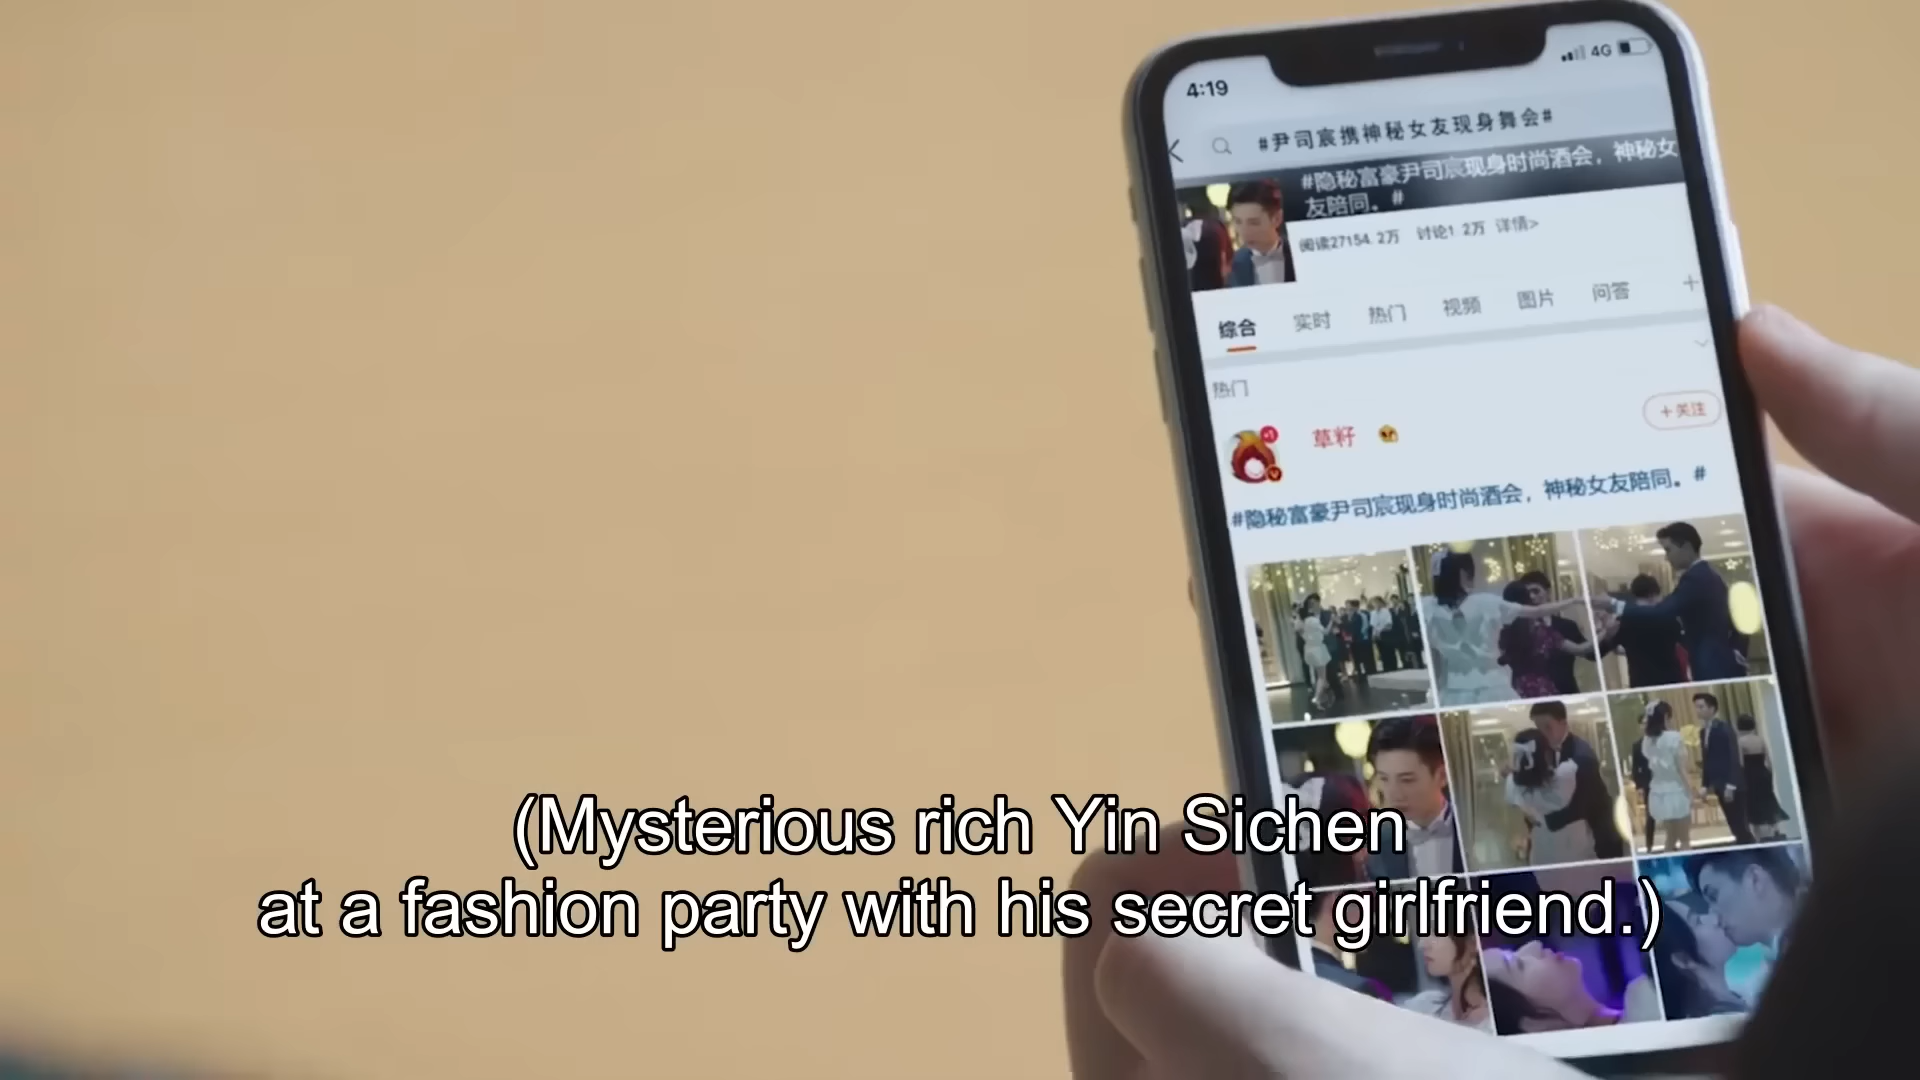 4:19
4G
#尹司宸携神秘女友现身舞会#
#隐秘富豪尹司宸现身时尚酒会，神秘女
友陪同。#
阅读27154.2万 讨论1.2万 详情>
综合 实时 热门 视频 图片 问答 +
热门
草籽
+关注
#隐秘富豪尹司宸现身时尚酒会，神秘女友陪同。#
(Mysterious rich Yin Sichen
at a fashion party with his secret girlfriend.)